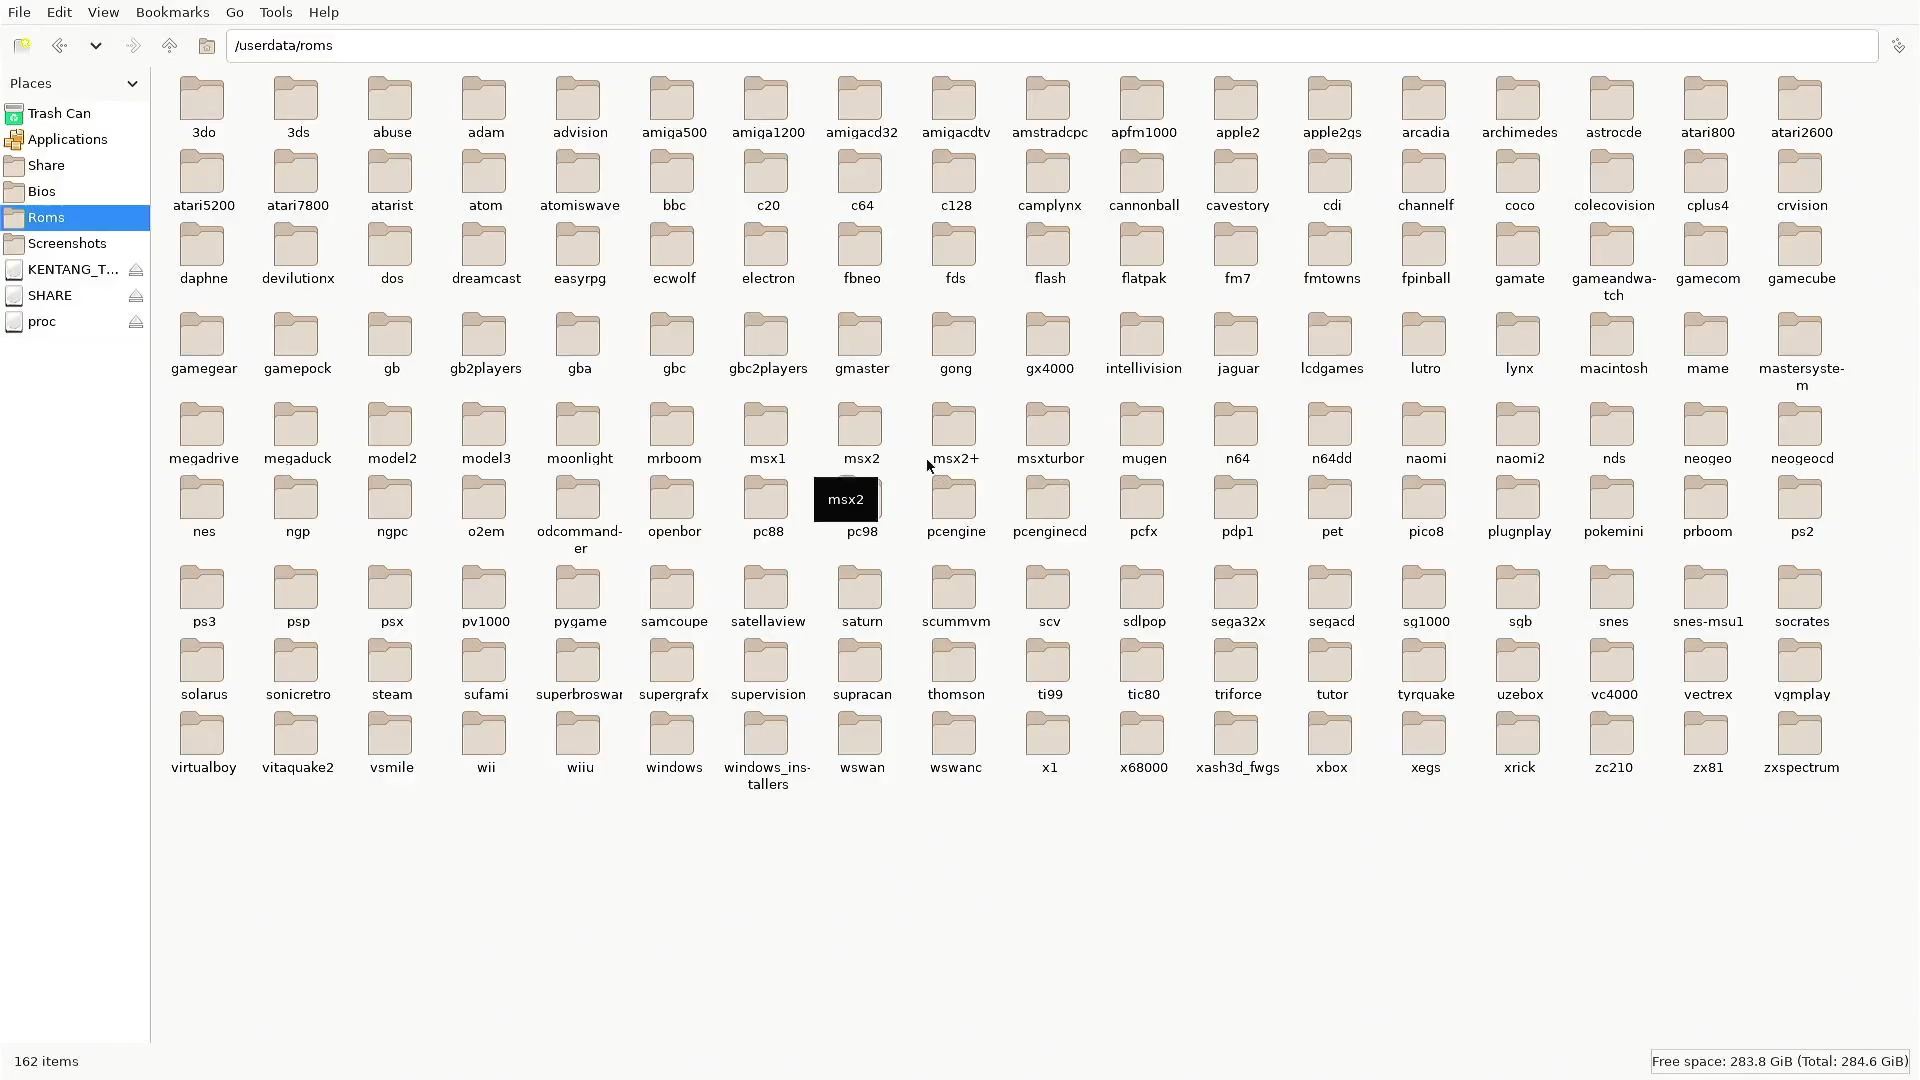 File Edit View Bookmarks Go Tools Help
/userdata/roms
Places
Trash Can
Applications
Share
Bios
Roms
Screenshots
KENTANG_T...
SHARE
proc
3do 3ds abuse adam advision amiga500 amiga1200 amigacd32 amigacdtv amstradcpc apfm1000 apple2 apple2gs arcadia archimedes astrocde atari800 atari2600
atari5200 atari7800 atarist atom atomiswave bbc c20 c64 c128 camplynx cannonball cavestory cdi channelf coco colecovision cplus4 crvision
daphne devilutionx dos dreamcast easyrpg ecwolf electron fbneo fds flash flatpak fm7 fmtowns fpinball gamate gameandwa- gamecom gamecube
tch
gamegear gamepock gb gb2players gba gbc gbc2players gmaster gong gx4000 intellivision jaguar lcdgames lutro lynx macintosh mame mastersyste-
m
megadrive megaduck model2 model3 moonlight mrboom msx1 msx2 msx2+ msxturbor mugen n64 n64dd naomi naomi2 nds neogeo neogeocd
msx2
nes ngp ngpc o2em odcommand- openbor pc88 pc98 pcengine pcenginecd pcfx pdp1 pet pico8 plugnplay pokemini prboom ps2
er
ps3 psp psx pv1000 pygame samcoupe satellaview saturn scummvm scv sdlpop sega32x segacd sg1000 sgb snes snes-msu1 socrates
solarus sonicretro steam sufami superbroswar supergrafx supervision supracan thomson ti99 tic80 triforce tutor tyrquake uzebox vc4000 vectrex vgmplay
virtualboy vitaquake2 vsmile wii wiiu windows windows_ins- wswan wswanc x1 x68000 xash3d_fwgs xbox xegs xrick zc210 zx81 zxspectrum
tallers
162 items
Free space: 283.8 GiB (Total: 284.6 GiB)